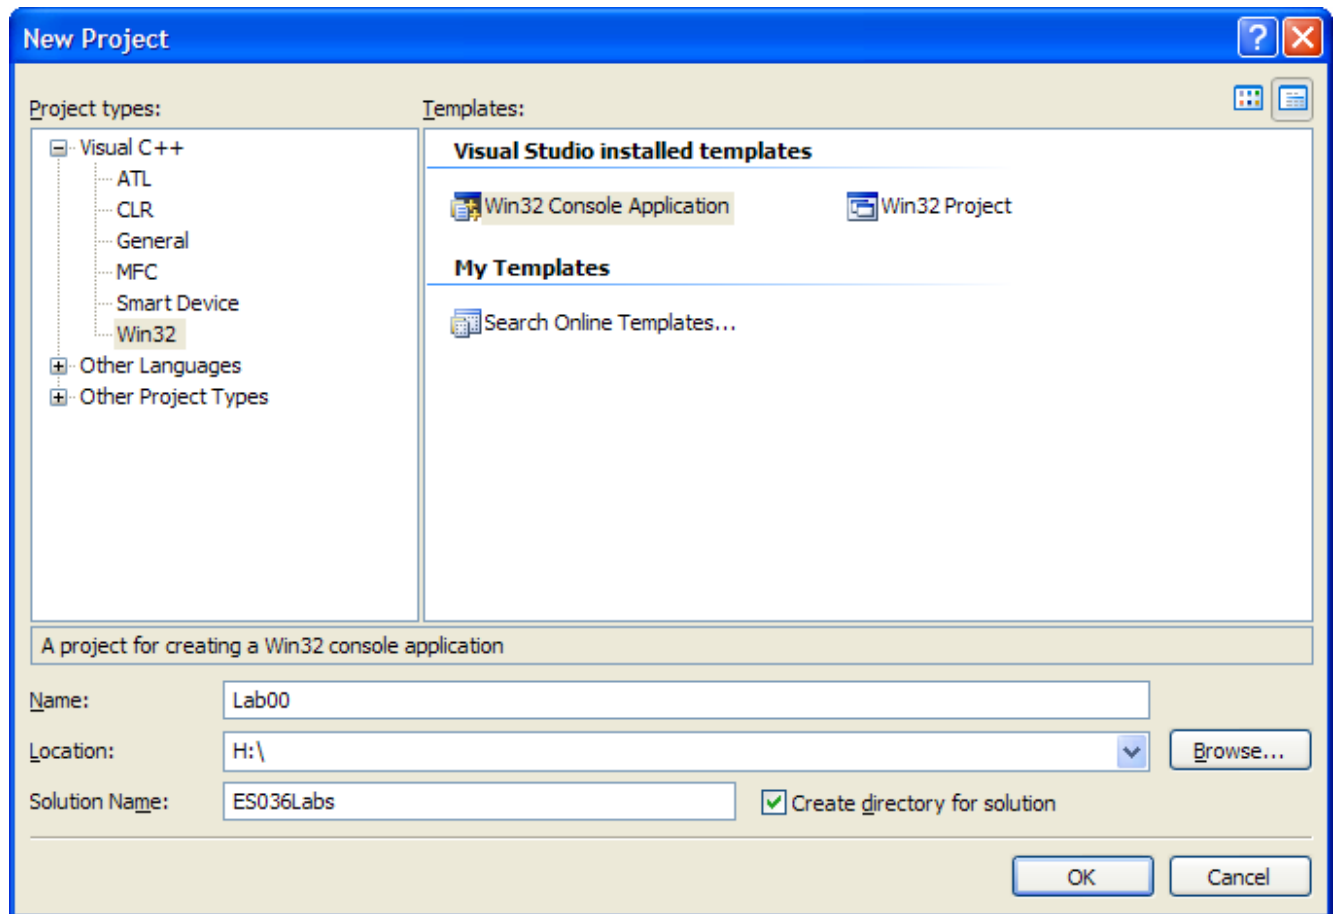 New Project
Project types:
Templates:
Visual C++
ATL
CLR
General
MFC
Smart Device
Win32
Other Languages
Other Project Types
Visual Studio installed templates
Win32 Console Application
Win32 Project
My Templates
Search Online Templates...
A project for creating a Win32 console application
Name:
Lab00
Location:
H:\
Browse...
Solution Name:
ES036Labs
Create directory for solution
OK
Cancel